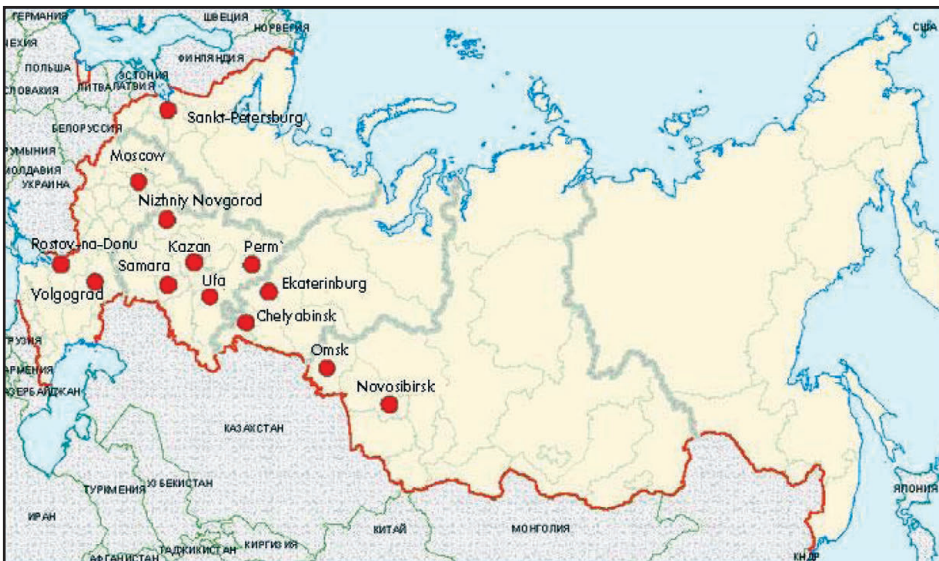 ГЕРМАНИЯ
ШВЕЦИЯ
НОРВЕГИЯ
США
ЧЕХИЯ
ПОЛЬША
ФИНЛЯНДИЯ
ЭСТОНИЯ
СЛОВАКИЯ
ЛИТВА
ЛАТВИЯ
Sankt-Petersburg
БЕЛОРУССИЯ
РУМЫНИЯ
Moscow
МОЛДАВИЯ
УКРАИНА
Nizhniy Novgorod
Rostov-na-Donu
Kazan
Perm`
Samara
Ufa
Ekaterinburg
Volgograd
Chelyabinsk
ГРУЗИЯ
Omsk
АРМЕНИЯ
АЗЕРБАЙДЖАН
Novosibirsk
КАЗАХСТАН
ТУРКМЕНИЯ
УЗБЕКИСТАН
ЯПОНИЯ
ИРАН
КИТАЙ
МОНГОЛИЯ
ТАДЖИКИСТАН
КИРГИЗИЯ
АФГАНИСТАН
КНДР